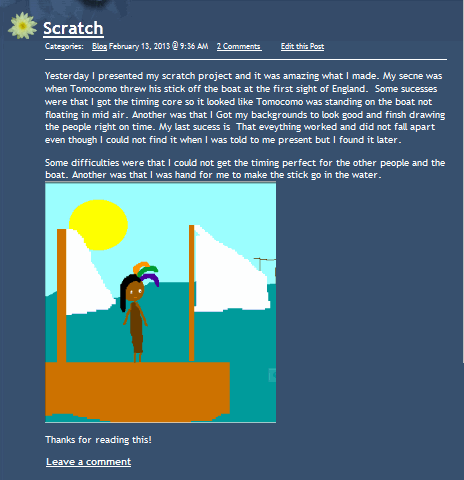 Scratch
Categories: Blog February 13, 2013 @ 9:36 AM 2 Comments Edit this Post
Yesterday I presented my scratch project and it was amazing what I made. My secne was
when Tomocomo threw his stick off the boat at the first sight of England. Some sucesses
were that I got the timing core so it looked like Tomocomo was standing on the boat not
floating in mid air. Another was that I Got my backgrounds to look good and finsh drawing
the people right on time. My last sucess is That eveything worked and did not fall apart
even though I could not find it when I was told to me present but I found it later.
Some difficulties were that I could not get the timing perfect for the other people and the
boat. Another was that I was hand for me to make the stick go in the water.
Thanks for reading this!
Leave a comment